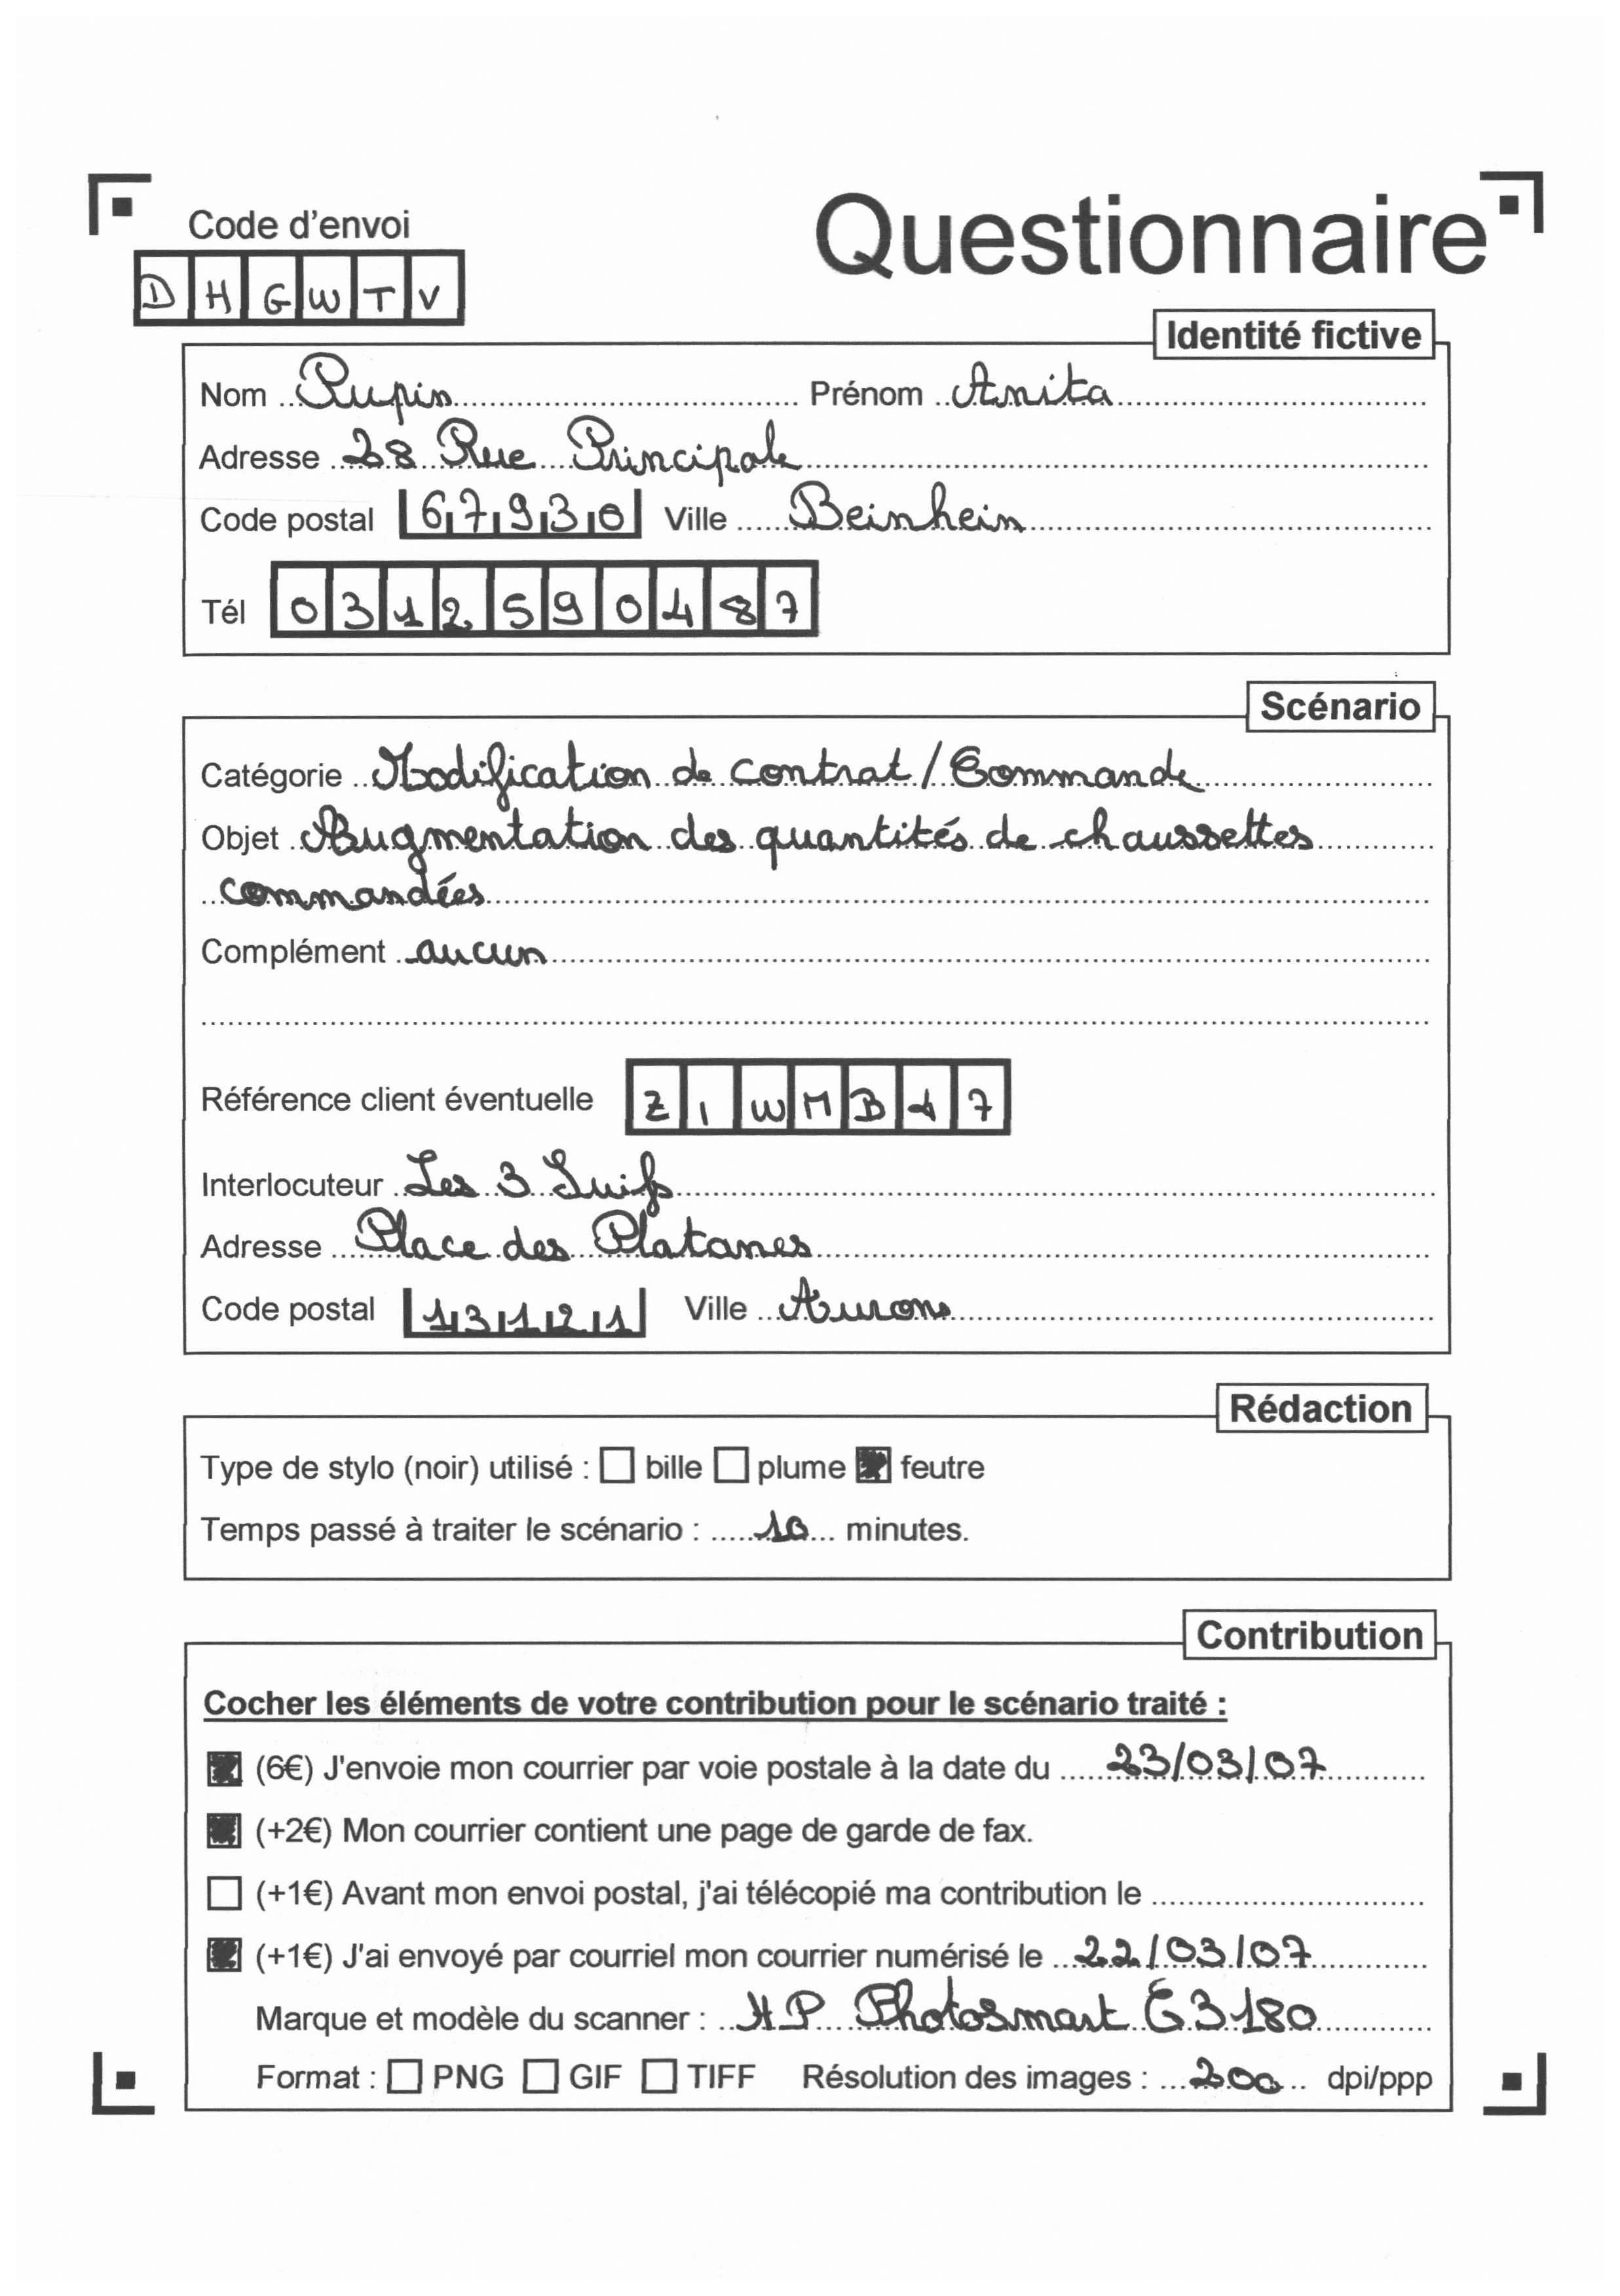 Code d'envoi
Questionnaire
D H G W T V
Identité fictive
Nom Pupin Prénom Anita
Adresse 28 Rue Principale
Code postal 67930 Ville Beinheim
Tél 0312590487
Scénario
Catégorie Modification de contrat/Commande
Objet Augmentation des quantités de chaussettes
commandées
Complément aucun
Référence client éventuelle Z I W M B 1 7
Interlocuteur Les 3 Suifs
Adresse Place des Platanes
Code postal 13121 Ville Aurons
Rédaction
Type de stylo (noir) utilisé : bille plume feutre
Temps passé à traiter le scénario : 10 minutes.
Contribution
Cocher les éléments de votre contribution pour le scénario traité :
(6€) J'envoie mon courrier par voie postale à la date du 23/03/07
(+2€) Mon courrier contient une page de garde de fax.
(+1€) Avant mon envoi postal, j'ai télécopié ma contribution le
(+1€) J'ai envoyé par courriel mon courrier numérisé le 22/03/07
Marque et modèle du scanner : HP Photosmart C3180
Format : PNG GIF TIFF Résolution des images : 200 dpi/ppp